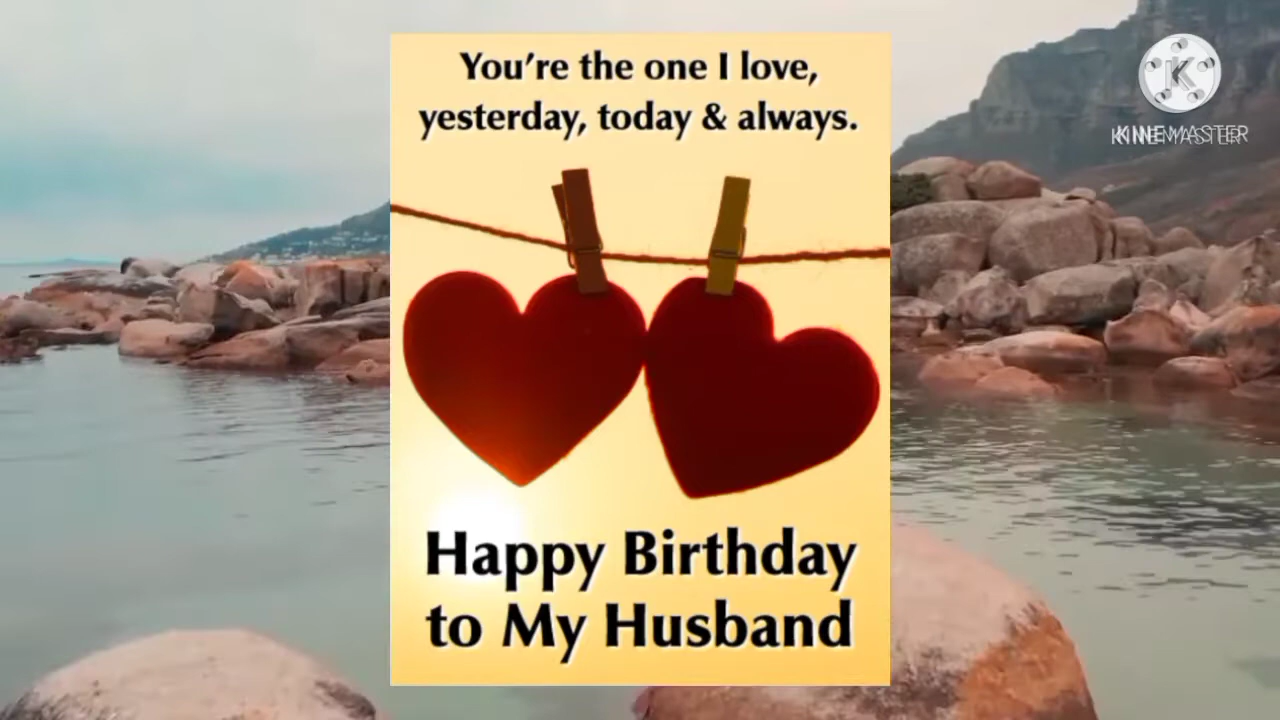 You're the one I love,
yesterday, today & always.
Happy Birthday
to My Husband
K
KINEMASTER